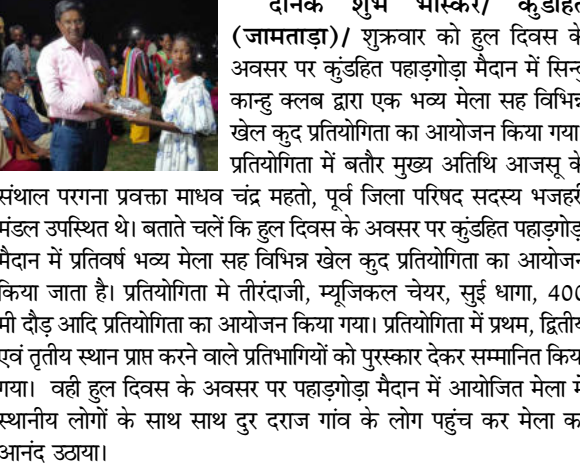 दैनिक शुभ भास्कर/ कुंडहित
(जामताड़ा)/ शुक्रवार को हुल दिवस के
अवसर पर कुंडहित पहाड़गोड़ा मैदान में सिन्दु
कान्हु क्लब द्वारा एक भव्य मेला सह विभिन्न
खेल कुद प्रतियोगिता का आयोजन किया गया
प्रतियोगिता में बतौर मुख्य अतिथि आजसू के
संथाल परगना प्रवक्ता माधव चंद्र महतो, पूर्व जिला परिषद सदस्य भजहरि
मंडल उपस्थित थे। बताते चलें कि हुल दिवस के अवसर पर कुंडहित पहाड़गोड़
मैदान में प्रतिवर्ष भव्य मेला सह विभिन्न खेल कुद प्रतियोगिता का आयोजन
किया जाता है। प्रतियोगिता मे तीरंदाजी, म्यूजिकल चेयर, सुई धागा, 400
मी दौड़ आदि प्रतियोगिता का आयोजन किया गया। प्रतियोगिता में प्रथम, द्वितीय
एवं तृतीय स्थान प्राप्त करने वाले प्रतिभागियों को पुरस्कार देकर सम्मानित किय
गया। वही हुल दिवस के अवसर पर पहाड़गोड़ा मैदान में आयोजित मेला मे
स्थानीय लोगों के साथ साथ दुर दराज गांव के लोग पहुंच कर मेला का
आनंद उठाया।